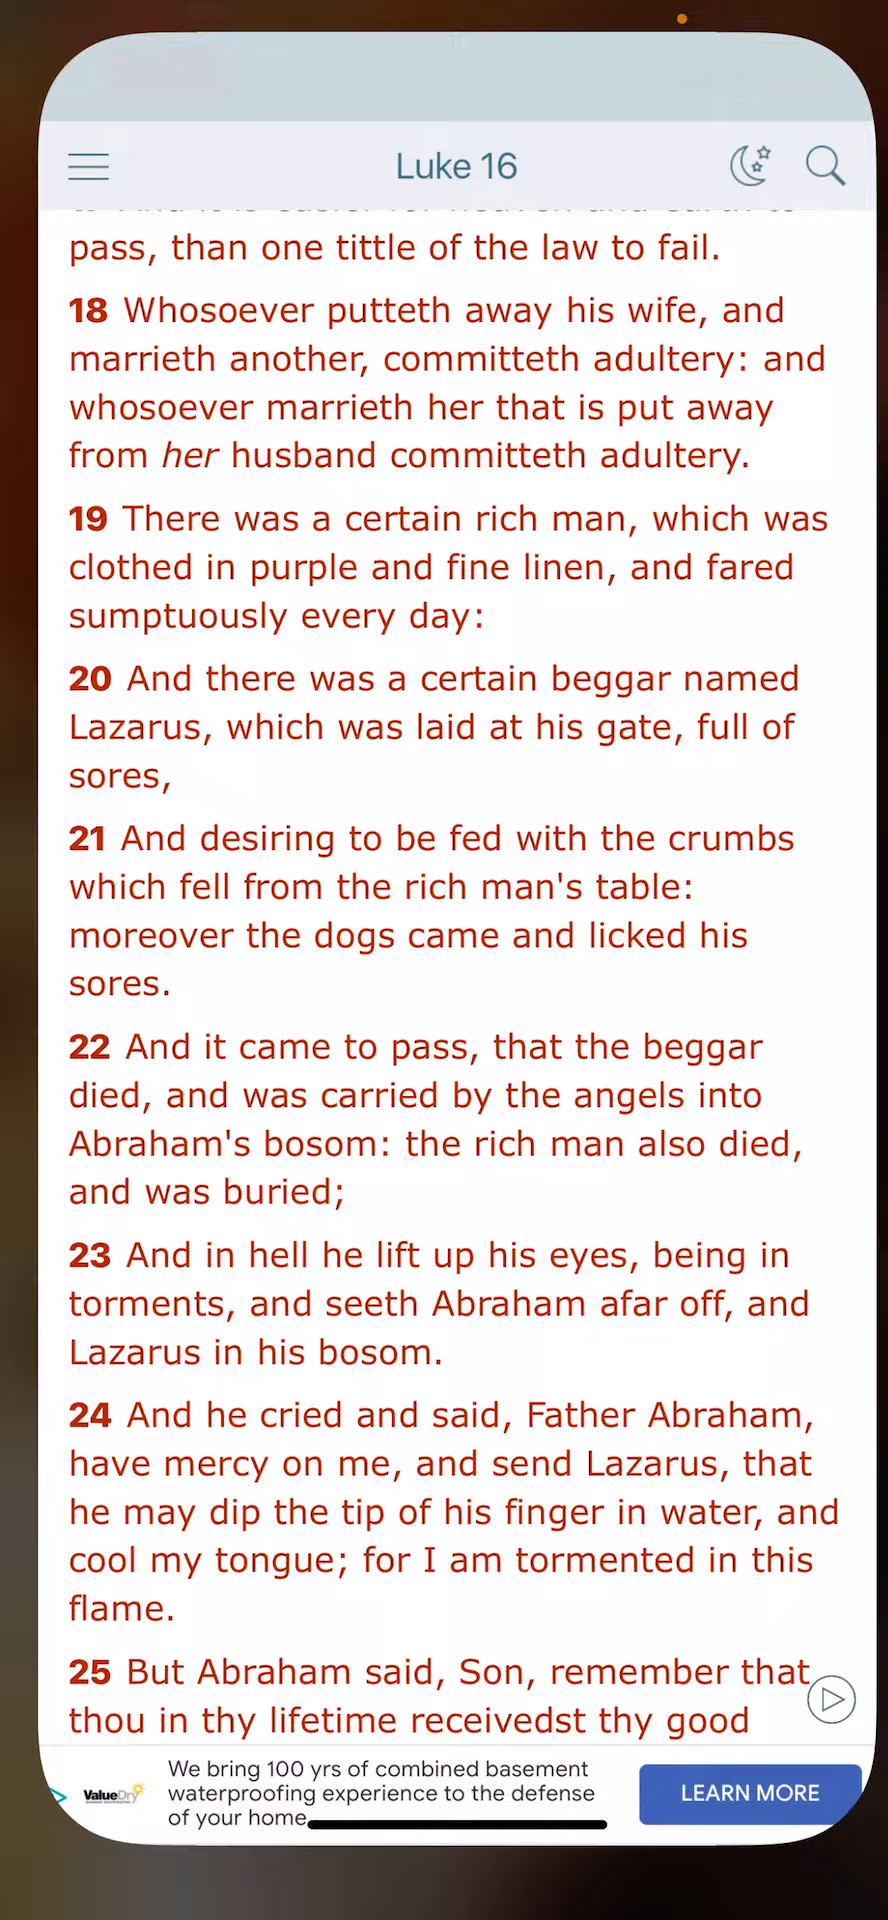 Luke 16
pass, than one tittle of the law to fail.
18 Whosoever putteth away his wife, and
marrieth another, committeth adultery: and
whosoever marrieth her that is put away
from her husband committeth adultery.
19 There was a certain rich man, which was
clothed in purple and fine linen, and fared
sumptuously every day:
20 And there was a certain beggar named
Lazarus, which was laid at his gate, full of
sores,
21 And desiring to be fed with the crumbs
which fell from the rich man's table:
moreover the dogs came and licked his
sores.
22 And it came to pass, that the beggar
died, and was carried by the angels into
Abraham's bosom: the rich man also died,
and was buried;
23 And in hell he lift up his eyes, being in
torments, and seeth Abraham afar off, and
Lazarus in his bosom.
24 And he cried and said, Father Abraham,
have mercy on me, and send Lazarus, that
he may dip the tip of his finger in water, and
cool my tongue; for I am tormented in this
flame.
25 But Abraham said, Son, remember that
thou in thy lifetime receivedst thy good
ValueDry
We bring 100 yrs of combined basement
waterproofing experience to the defense
of your home
LEARN MORE